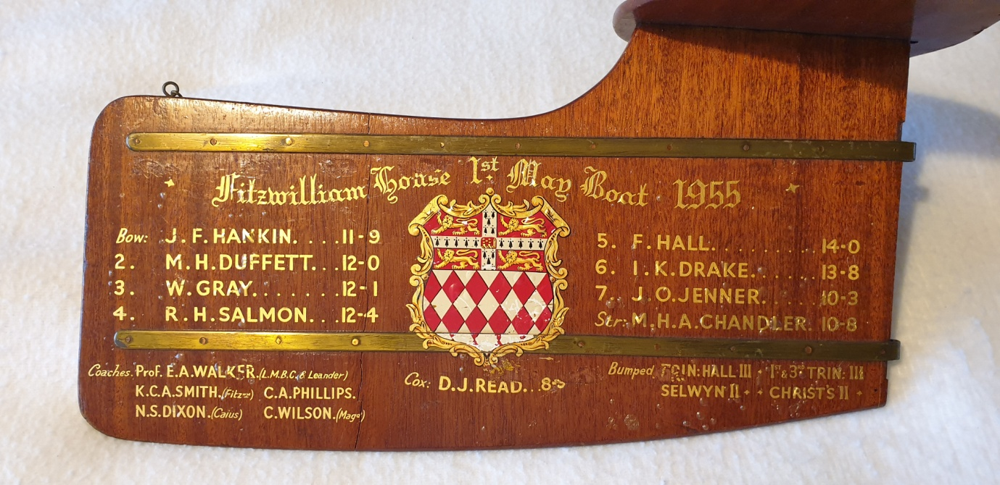 Fitzwilliam House 1st May Boat 1955
Bow: J. F. HANKIN. . . . 11-9
2. M. H. DUFFETT. . . 12-0
3. W. GRAY. . . . . . . 12-1
4. R. H. SALMON. . . 12-4
5. F. HALL. . . . . . . . . 14-0
6. I. K. DRAKE. . . . . . 13-8
7. J. O. JENNER. . . . . 10-3
Str: M. H. A. CHANDLER. 10-8
Coaches. Prof. E. A. WALKER. (L.M.B.C. & Leander)
K. C. A. SMITH. (Fitzwm) C. A. PHILLIPS.
N. S. DIXON. (Caius) C. WILSON. (Magd)
Cox: D. J. READ. . .
Bumped TRIN: HALL III · 1ST & 3RD TRIN: III
SELWYN II · · CHRIST'S II ·